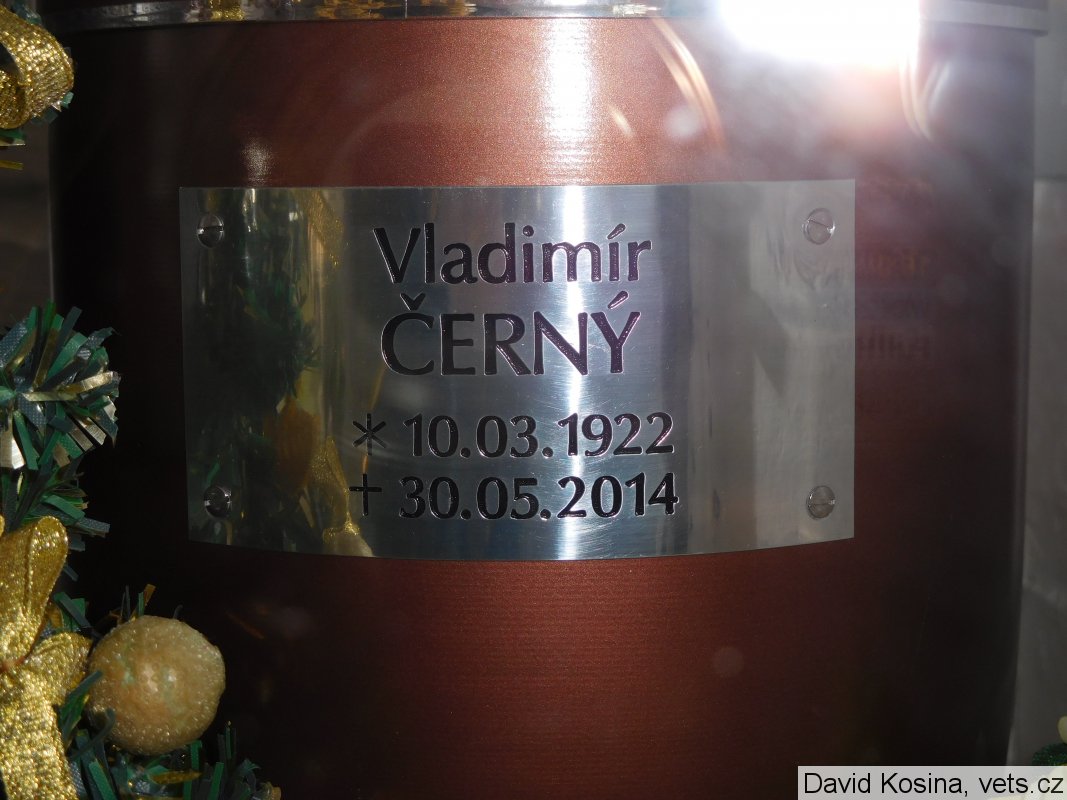 Vladimír
ČERNÝ
* 10.03.1922
† 30.05.2014
David Kosina, vets.cz